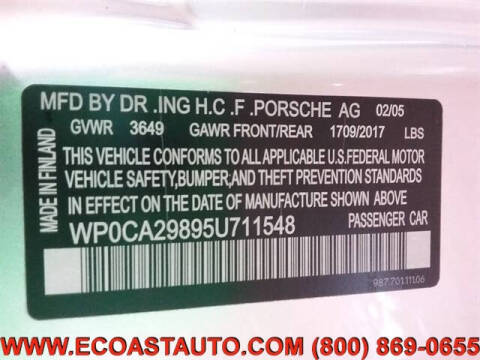 MFD BY DR .ING H.C .F .PORSCHE AG 02/05
GVWR 3649 GAWR FRONT/REAR 1709/2017 LBS
THIS VEHICLE CONFORMS TO ALL APPLICABLE U.S.FEDERAL MOTOR
VEHICLE SAFETY,BUMPER,AND THEFT PREVENTION STANDARDS
IN EFFECT ON THE DATE OF MANUFACTURE SHOWN ABOVE
WP0CA29895U711548 PASSENGER CAR
MADE IN FINLAND
987.701.111.06
WWW.ECOASTAUTO.COM (800) 869-0655